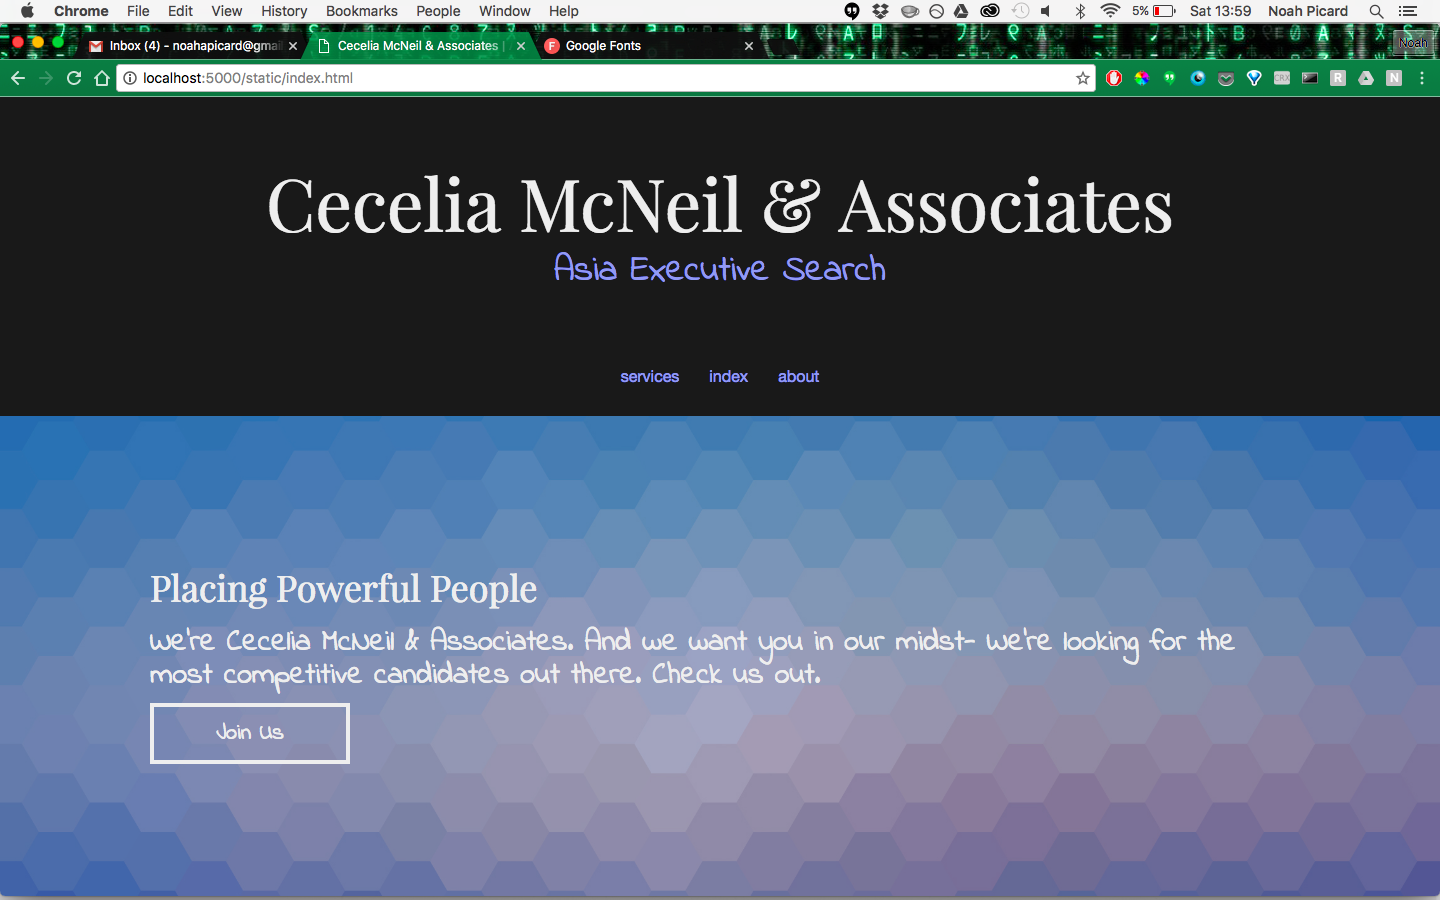 Chrome File Edit View History Bookmarks People Window Help 5% Sat 13:59 Noah Picard
Inbox (4) - noahapicard@gmai Cecelia McNeil & Associates | Google Fonts Noah
localhost:5000/static/index.html
Cecelia McNeil & Associates
Asia Executive Search
services index about
Placing Powerful People
We're Cecelia McNeil & Associates. And we want you in our midst- We're looking for the
most competitive candidates out there. Check us out.
Join Us